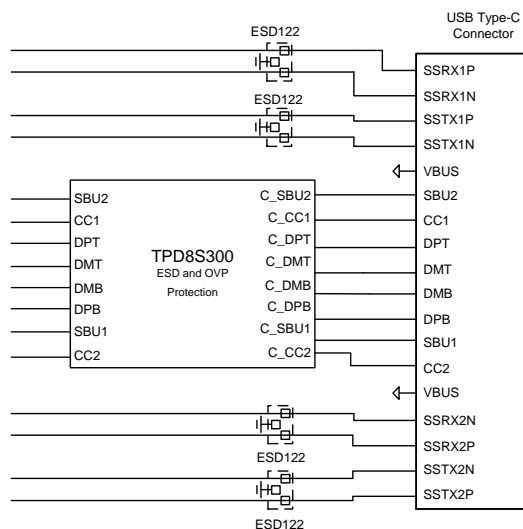 USB Type-C
Connector
ESD122
SSRX1P
SSRX1N
ESD122
SSTX1P
SSTX1N
VBUS
SBU2
CC1
DPT
DMT
DMB
DPB
SBU1
CC2
TPD8S300
ESD and OVP
Protection
C_SBU2
C_CC1
C_DPT
C_DMT
C_DMB
C_DPB
C_SBU1
C_CC2
SBU2
CC1
DPT
DMT
DMB
DPB
SBU1
CC2
VBUS
SSRX2N
SSRX2P
ESD122
SSTX2N
SSTX2P
ESD122